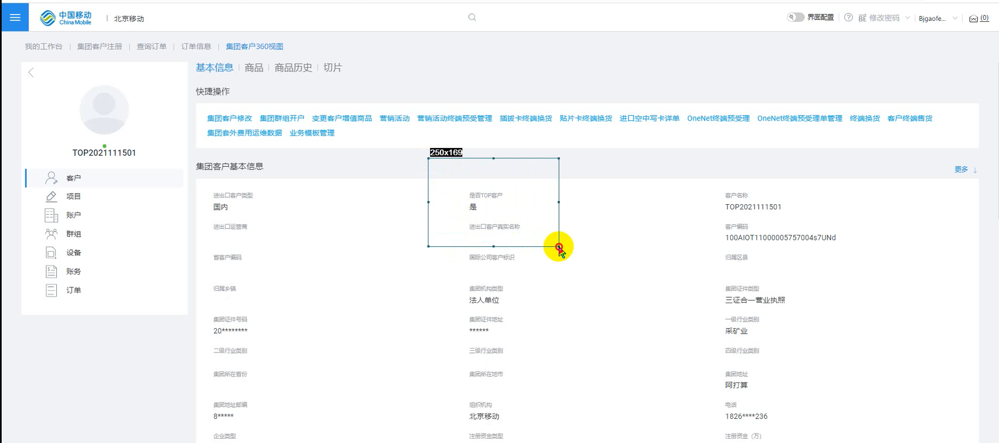 中国移动
China Mobile
| 北京移动
界面配置
修改密码
Bjgaofe...
(0)
我的工作台 | 集团客户注册 | 查询订单 | 订单信息 | 集团客户360视图
基本信息 | 商品 | 商品历史 | 切片
快捷操作
集团客户修改 集团群组开户 变更客户增值商品 营销活动 营销活动终端预受管理 插拔卡终端换货 贴片卡终端换货 进口空中写卡详单 OneNet终端预受理 OneNet终端预受理单管理 终端换货 客户终端售货
集团套外费用运维数据 业务模板管理
TOP2021111501
客户
项目
账户
群组
设备
账务
订单
250x169
集团客户基本信息
更多 ↓
进出口客户类型 是否TOP客户 客户名称
国内 是 TOP2021111501
进出口运营商 进出口客户真实名称 客户编码
100AIOT11000005757004s7UNd
首客户编码 国际公司客户标识 归属区县
归属乡镇 集团机构类型 集团证件类型
法人单位 三证合一营业执照
集团证件号码 集团证件地址 一级行业类别
20******** ****** 采矿业
二级行业类别 三级行业类别 四级行业类别
集团所在省份 集团所在地市 集团地址
阿打算
集团地址邮编 组织机构 电话
8***** 北京移动 1826****236
企业类型 注册资金类型 注册资金（万）